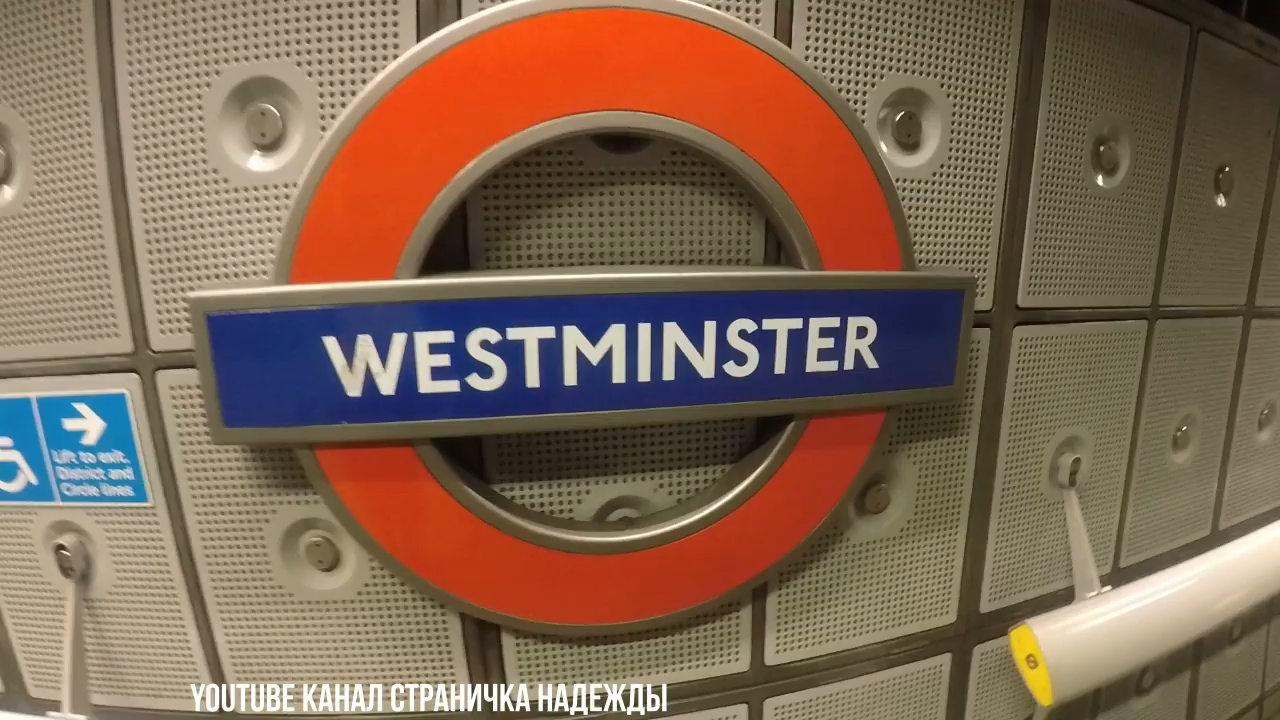 WESTMINSTER
Lift to exit.
District and
Circle lines
YOUTUBE КАНАЛ СТРАНИЧКА НАДЕЖДЫ